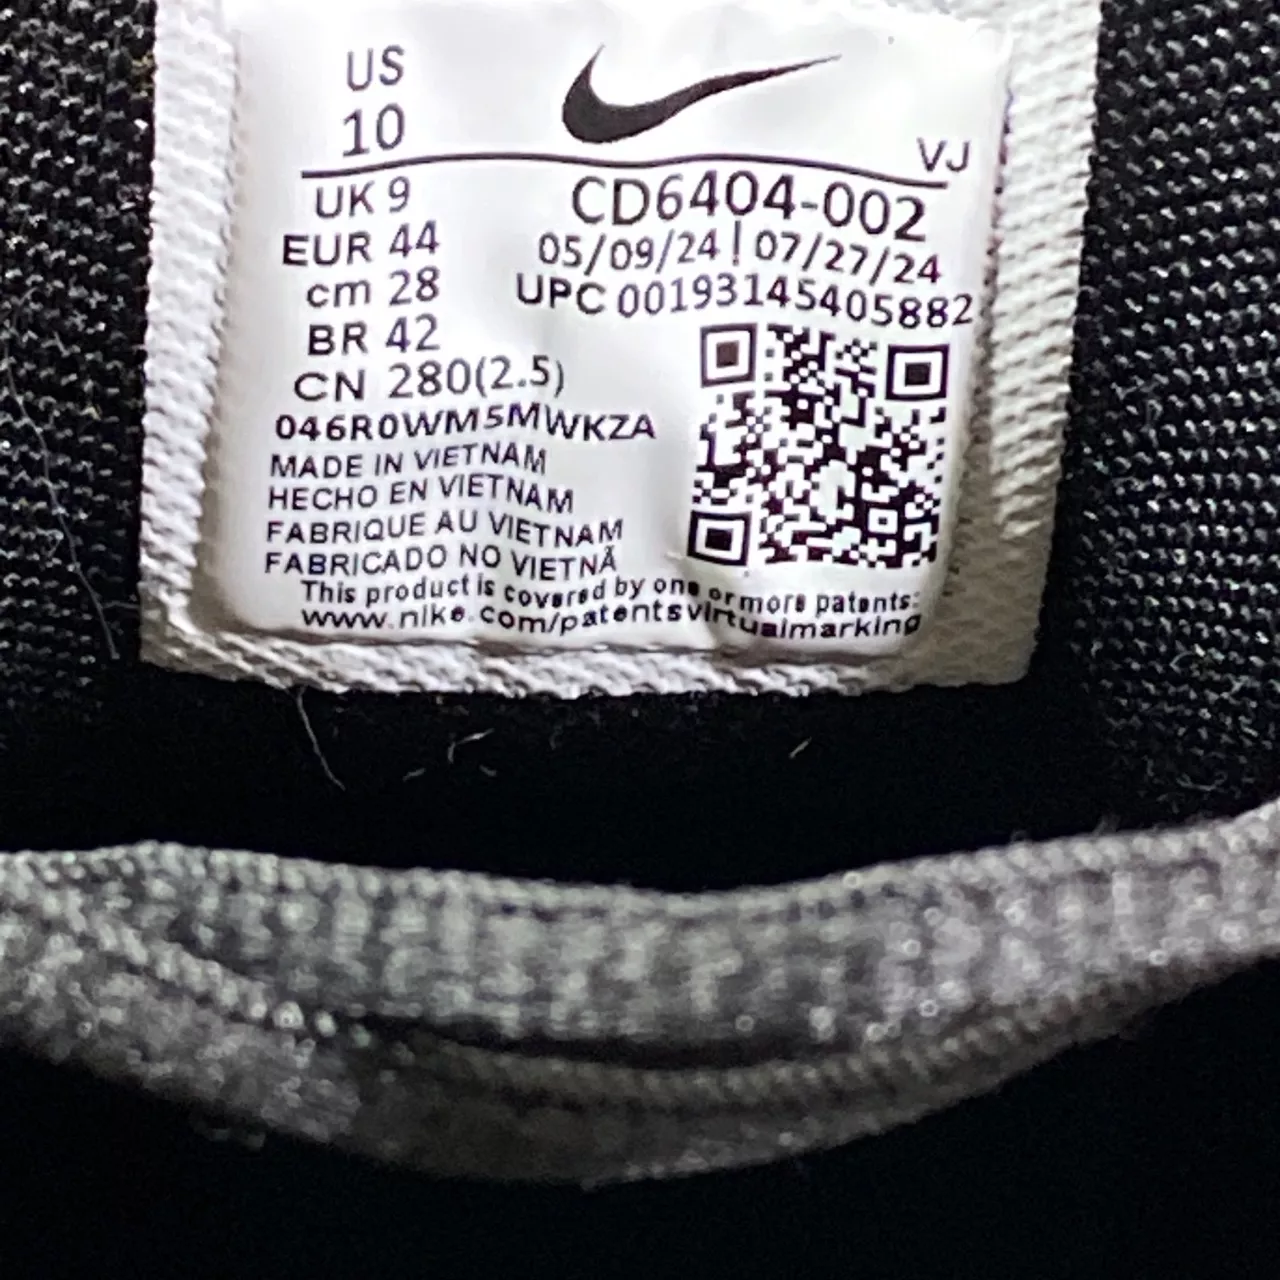 US
10
VJ
UK 9
EUR 44
cm 28
BR 42
CN 280(2.5)
CD6404-002
05/09/24 | 07/27/24
UPC 00193145405882
046R0WM5MWKZA
MADE IN VIETNAM
HECHO EN VIETNAM
FABRIQUE AU VIETNAM
FABRICADO NO VIETNÃ
This product is covered by one or more patents:
www.nike.com/patentsvirtualmarking